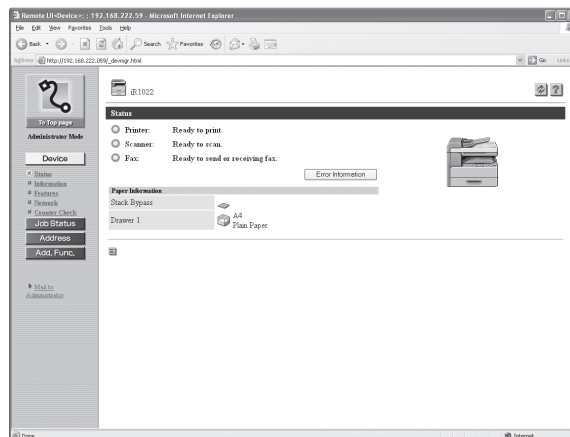 Remote UI<Device>: : 192.168.222.59 - Microsoft Internet Explorer
File Edit View Favorites Tools Help
Back Search Favorites
Address http://192.168.222.059/_devmgr.html Go Links
iR1022
To Top page
Administrator Mode
Device
Status
Information
Features
Network
Counter Check
Job Status
Address
Add. Func.
Mail to
Administrator
Status
Printer: Ready to print.
Scanner: Ready to scan.
Fax: Ready to send or receiving fax.
Error Information
Paper Information
Stack Bypass
Drawer 1 A4
Plain Paper
Done Internet